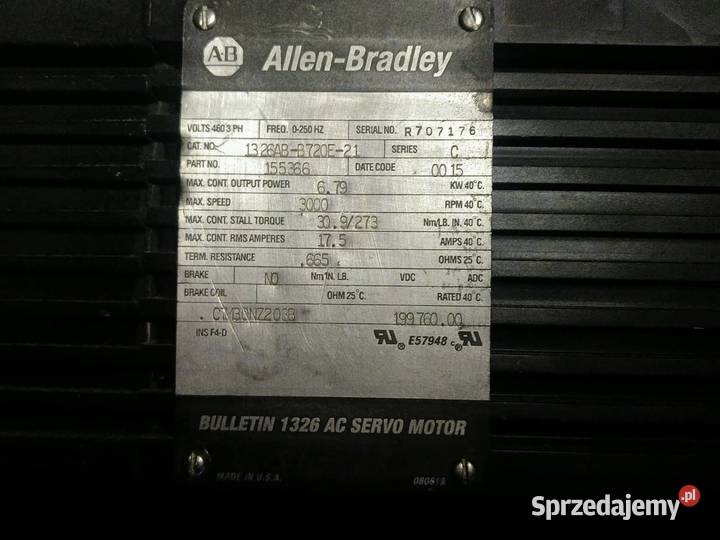 A-B Allen-Bradley
VOLTS 460 3 PH FREQ. 0-250 HZ SERIAL NO. R707176
CAT. NO. 1326AB-B720E-21 SERIES C
PART NO. 155366 DATE CODE 0015
MAX. CONT. OUTPUT POWER 6.79 KW 40°C.
MAX. SPEED 3000 RPM 40°C.
MAX. CONT. STALL TORQUE 30.9/273 Nm/LB. IN. 40°C.
MAX. CONT. RMS AMPERES 17.5 AMPS 40°C.
TERM. RESISTANCE .665 OHMS 25°C.
BRAKE NO Nm/IN. LB. VDC ADC
BRAKE COIL OHM 25°C. RATED 40°C.
199760.00
INS F4-D E57948
BULLETIN 1326 AC SERVO MOTOR
MADE IN U.S.A.
Sprzedajemy.pl